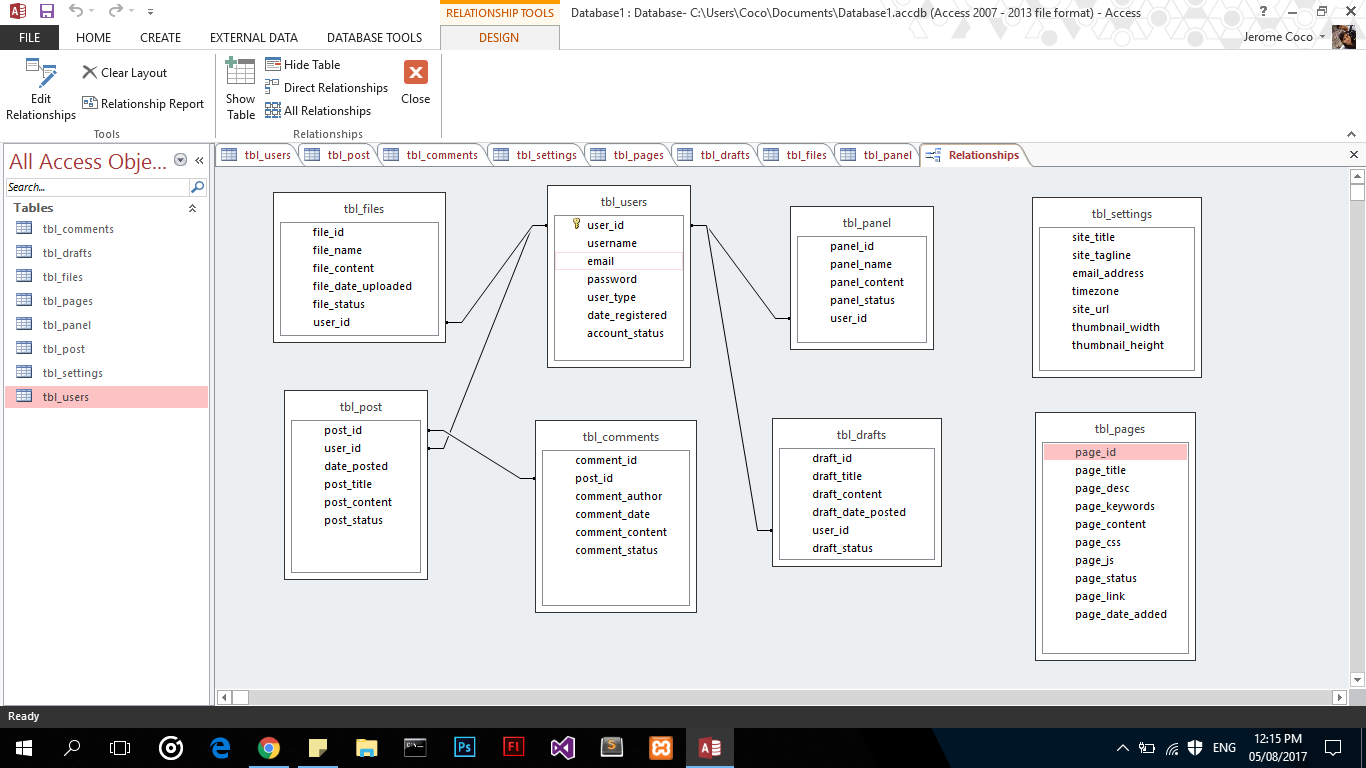 RELATIONSHIP TOOLS
Database1 : Database- C:\Users\Coco\Documents\Database1.accdb (Access 2007 - 2013 file format) - Access
FILE HOME CREATE EXTERNAL DATA DATABASE TOOLS DESIGN
Jerome Coco
Edit Relationships
Clear Layout
Relationship Report
Tools
Show Table
Hide Table
Direct Relationships
All Relationships
Close
Relationships
All Access Obje...
Search...
Tables
tbl_comments
tbl_drafts
tbl_files
tbl_pages
tbl_panel
tbl_post
tbl_settings
tbl_users
tbl_users tbl_post tbl_comments tbl_settings tbl_pages tbl_drafts tbl_files tbl_panel Relationships
tbl_files
file_id
file_name
file_content
file_date_uploaded
file_status
user_id
tbl_users
user_id
username
email
password
user_type
date_registered
account_status
tbl_panel
panel_id
panel_name
panel_content
panel_status
user_id
tbl_settings
site_title
site_tagline
email_address
timezone
site_url
thumbnail_width
thumbnail_height
tbl_post
post_id
user_id
date_posted
post_title
post_content
post_status
tbl_comments
comment_id
post_id
comment_author
comment_date
comment_content
comment_status
tbl_drafts
draft_id
draft_title
draft_content
draft_date_posted
user_id
draft_status
tbl_pages
page_id
page_title
page_desc
page_keywords
page_content
page_css
page_js
page_status
page_link
page_date_added
Ready
Ps
Fl
S
A
ENG
12:15 PM
05/08/2017